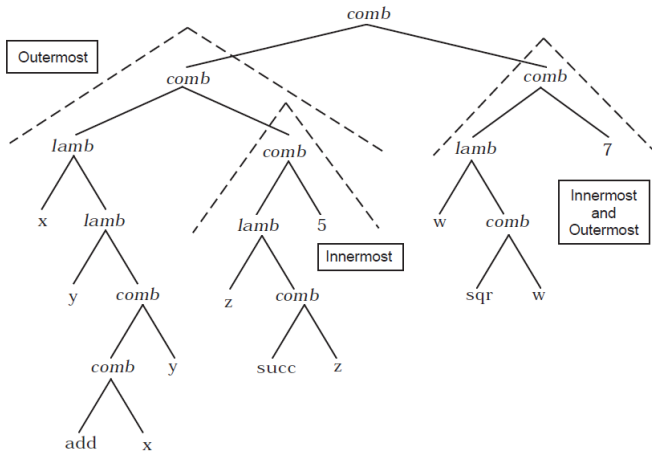 comb
Outermost
comb
comb
lamb
comb
lamb
7
x
lamb
lamb
5
w
comb
Innermost
and
Outermost
Innermost
y
comb
z
comb
sqr
w
comb
y
succ
z
add
x